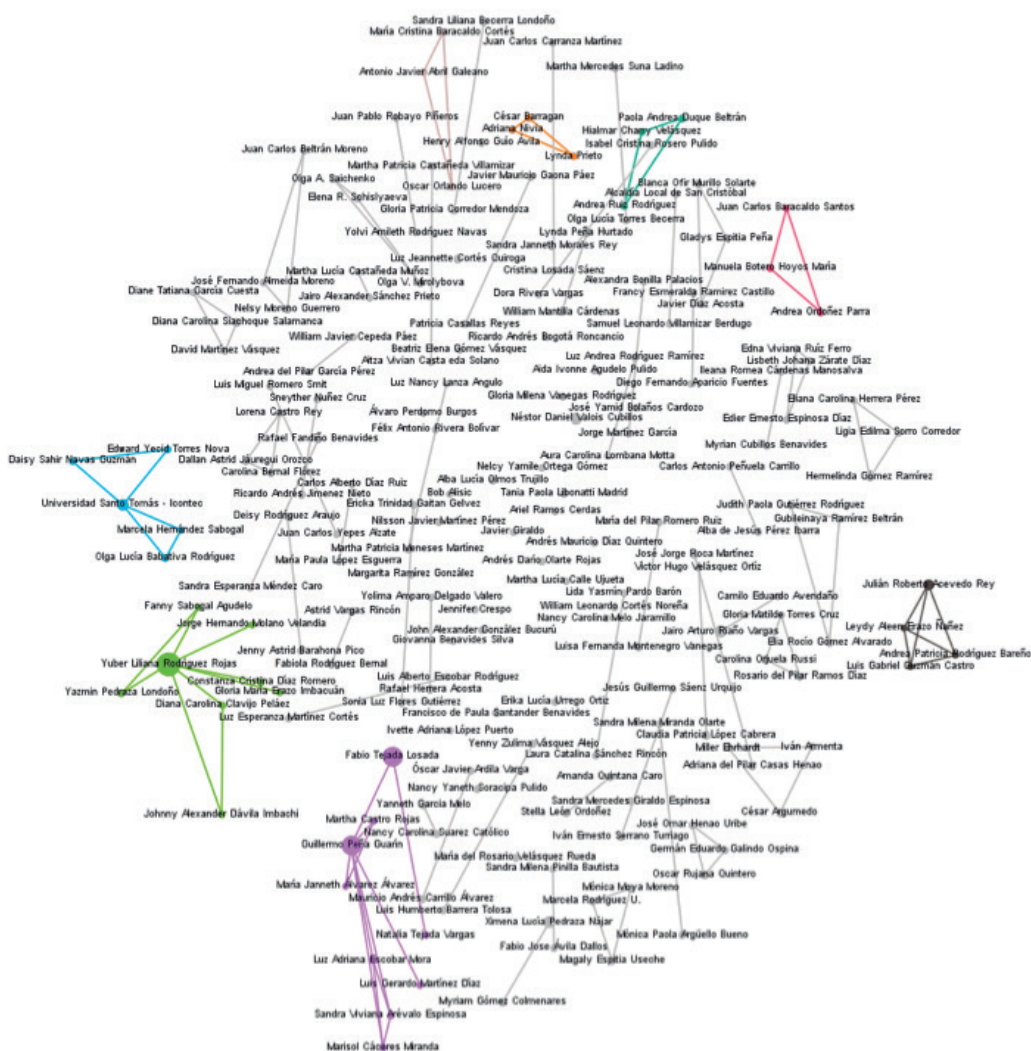 Sandra Liliana Becerra Londoño
María Cristina Baracaldo Cortés
Juan Carlos Carranza Martínez
Martha Mercedes Suna Ladino
Antonio Javier Abril Galeano
Juan Pablo Robayo Piñeros
César Barragan
Adriana Nivia
Paola Andrea Duque Beltrán
Hialmar Charry Velásquez
Isabel Cristina Rosero Pulido
Henry Alfonso Guío Ávila
Lynda Prieto
Juan Carlos Beltrán Moreno
Martha Patricia Castañeda Villamizar
Javier Mauricio Gaona Páez
Olga A. Saichenko
Oscar Orlando Lucero
Blanca Ofir Murillo Solarte
Alcaldía Local de San Cristóbal
Elena R. Sohislyaeva
Gloria Patricia Corredor Mendoza
Andrea Ruiz Rodríguez
Juan Carlos Baracaldo Santos
Olga Lucía Torres Becerra
Yolvi Amileth Rodríguez Navas
Lynda Peña Hurtado
Gladys Espitia Peña
Sandra Janneth Morales Rey
Luz Jeannette Cortés Quiroga
Martha Lucía Castañeda Muñoz
Cristina Losada Sáenz
Manuela Botero Hoyos María
José Fernando Almeida Moreno
Olga V. Mirolybova
Alexandra Bonilla Palacios
Diane Tatiana García Cuesta
Jairo Alexander Sánchez Prieto
Dora Rivera Vargas
Francy Esmeralda Ramirez Castillo
Javier Díaz Acosta
Nelsy Moreno Guerrero
William Mantilla Cárdenas
Andrea Ordoñez Parra
Diana Carolina Siachoque Salamanca
Patricia Casallas Reyes
Samuel Leonardo Villamizar Berdugo
William Javier Cepeda Páez
Ricardo Andrés Bogotá Roncancio
David Martínez Vásquez
Beatriz Elena Gómez Vásquez
Edna Viviana Ruíz Ferro
Aitza Vivian Casta eda Solano
Luz Andrea Rodríguez Ramírez
Lisbeth Johana Zárate Díaz
Andrea del Pilar García Pérez
Aida Ivonne Agudelo Pulido
Ileana Romea Cárdenas Manosalva
Luis Miguel Romero Smit
Luz Nancy Lanza Angulo
Diego Fernando Aparicio Fuentes
Sneyther Nuñez Cruz
Gloria Milena Vanegas Rodríguez
Eliana Carolina Herrera Pérez
Lorena Castro Rey
Álvaro Perdomo Burgos
José Yamid Bolaños Cardozo
Néstor Daniel Valois Cubillos
Edier Ernesto Espinosa Díaz
Félix Antonio Rivera Bolívar
Jorge Martínez García
Ligia Edilma Sorro Corredor
Rafael Fandiño Benavides
Myrian Cubillos Benavides
Edward Yecid Torres Nova
Aura Carolina Lombana Motta
Daisy Sahir Navas Guzmán
Dallan Astrid Jáuregui Orozco
Nelcy Yamile Ortega Gómez
Carlos Antonio Peñuela Carrillo
Carolina Bernal Flórez
Alba Lucía Olmos Trujillo
Hermelinda Gómez Ramírez
Carlos Alberto Díaz Ruiz
Ricardo Andrés Jimenez Nieto
Bob Alisic
Tania Paola Libonatti Madrid
Universidad Santo Tomás - Icontec
Ericka Trinidad Gaitan Gelvez
Judith Paola Gutiérrez Rodríguez
Deisy Rodríguez Araujo
Ariel Ramos Cerdas
Gubileinaya Ramírez Beltrán
Marcela Hernández Sabogal
Nilsson Javier Martínez Pérez
María del Pilar Romero Ruiz
Juan Carlos Yepes Alzate
Javier Giraldo
Alba de Jesús Pérez Ibarra
Andrés Mauricio Díaz Quintero
Olga Lucía Babativa Rodríguez
María Paula López Esguerra
Martha Patricia Meneses Martinez
Andrés Darío Olarte Rojas
José Jorge Roca Martínez
Víctor Hugo Velásquez Ortiz
Margarita Ramírez González
Sandra Esperanza Méndez Caro
Martha Lucía Calle Ujueta
Julián Roberto Acevedo Rey
Fanny Sabogal Agudelo
Yolima Amparo Delgado Valero
Lida Yasmín Pardo Barón
Camilo Eduardo Avendaño
Astrid Vargas Rincón
Jennifer Crespo
William Leonardo Cortés Noreña
Gloria Matilde Torres Cruz
Jorge Hernando Molano Velandia
Nancy Carolina Melo Jaramillo
Leydy Aleen Erazo Nuñez
John Alexander González Bucurú
Jairo Arturo Riaño Vargas
Giovanna Benavides Silva
Elia Rocío Gómez Alvarado
Jenny Astrid Barahona Pico
Luisa Fernanda Montenegro Vanegas
Andrea Patricia Rodríguez Bareño
Yuber Liliana Rodríguez Rojas
Fabiola Rodríguez Bernal
Carolina Orjuela Russi
Luis Gabriel Guzmán Castro
Constanza Cristina Díaz Romero
Luis Alberto Escobar Rodríguez
Rosario del Pilar Ramos Díaz
Yazmin Pedraza Londoño
Gloria María Erazo Imbacuán
Rafael Herrera Acosta
Jesús Guillermo Sáenz Urquijo
Diana Carolina Clavijo Peláez
Sonia Luz Flores Gutiérrez
Erika Lucía Urrego Ortiz
Luz Esperanza Martínez Cortés
Francisco de Paula Santander Benavides
Sandra Milena Miranda Olarte
Ivette Adriana López Puerto
Claudia Patricia López Cabrera
Yenny Zulima Vásquez Alejo
Miller Ehrhardt
Iván Armenta
Fabio Tejada Losada
Laura Catalina Sánchez Rincón
Adriana del Pilar Casas Henao
Óscar Javier Ardila Varga
Amanda Quintana Caro
Nancy Yaneth Soracipa Pulido
Yanneth García Melo
Sandra Mercedes Giraldo Espinosa
Johnny Alexander Dávila Imbachi
Stella León Ordoñez
César Argumedo
Martha Castro Rojas
José Omar Henao Uribe
Nancy Carolina Suarez Católico
Iván Ernesto Serrano Turriago
Guillermo Peña Guarín
Germán Eduardo Galindo Ospina
María del Rosario Velásquez Rueda
Sandra Milena Pinilla Bautista
Oscar Rujana Quintero
María Janneth Álvarez Álvarez
Mónica Moya Moreno
Mauricio Andrés Carrillo Álvarez
Marcela Rodríguez U.
Luis Humberto Barrera Tolosa
Ximena Lucía Pedraza Nájar
Natalia Tejada Vargas
Mónica Paola Argüello Bueno
Fabio Jose Ávila Dallos
Luz Adriana Escobar Mora
Magaly Espitia Useche
Luis Gerardo Martínez Díaz
Myriam Gómez Colmenares
Sandra Viviana Arévalo Espinosa
Marisol Cáceres Miranda